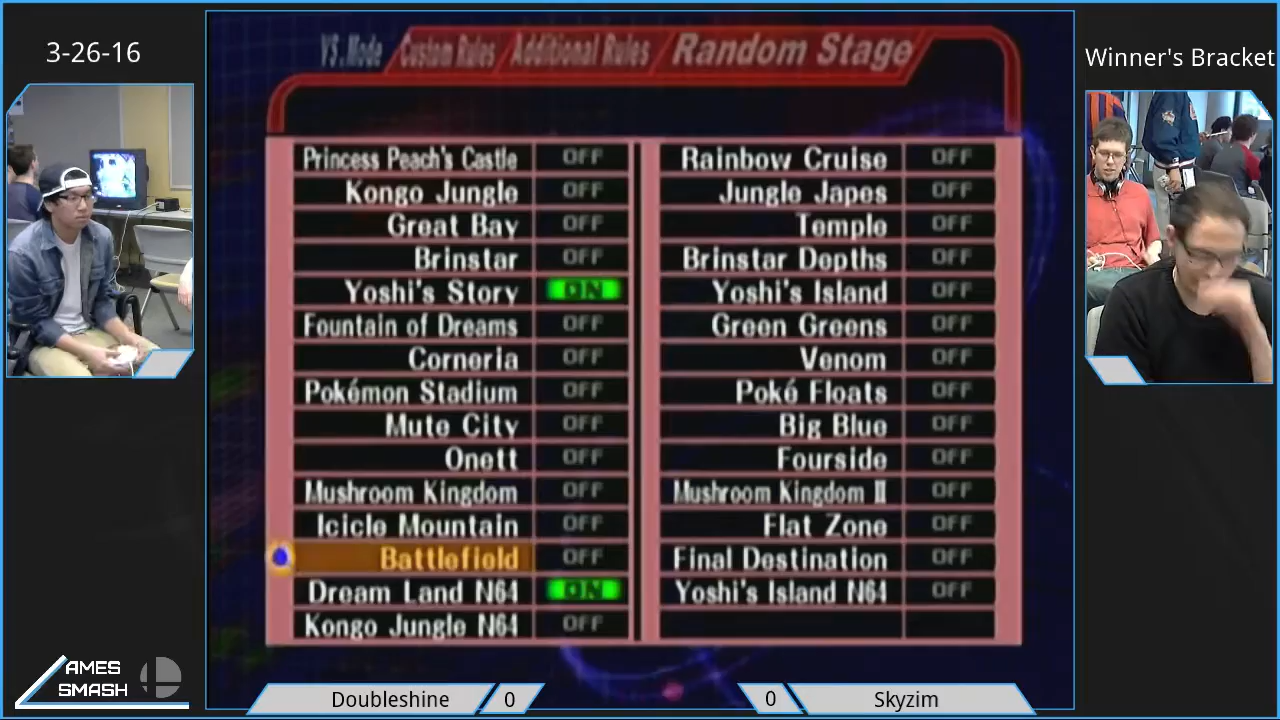 3-26-16
Winner's Bracket
VS. Mode Custom Rules Additional Rules Random Stage
Princess Peach's Castle OFF Rainbow Cruise OFF
Kongo Jungle OFF Jungle Japes OFF
Great Bay OFF Temple OFF
Brinstar OFF Brinstar Depths OFF
Yoshi's Story ON Yoshi's Island OFF
Fountain of Dreams OFF Green Greens OFF
Corneria OFF Venom OFF
Pokémon Stadium OFF Poké Floats OFF
Mute City OFF Big Blue OFF
Onett OFF Fourside OFF
Mushroom Kingdom OFF Mushroom Kingdom II OFF
Icicle Mountain OFF Flat Zone OFF
Battlefield OFF Final Destination OFF
Dream Land N64 ON Yoshi's Island N64 OFF
Kongo Jungle N64 OFF
AMES
SMASH
Doubleshine 0 0 Skyzim